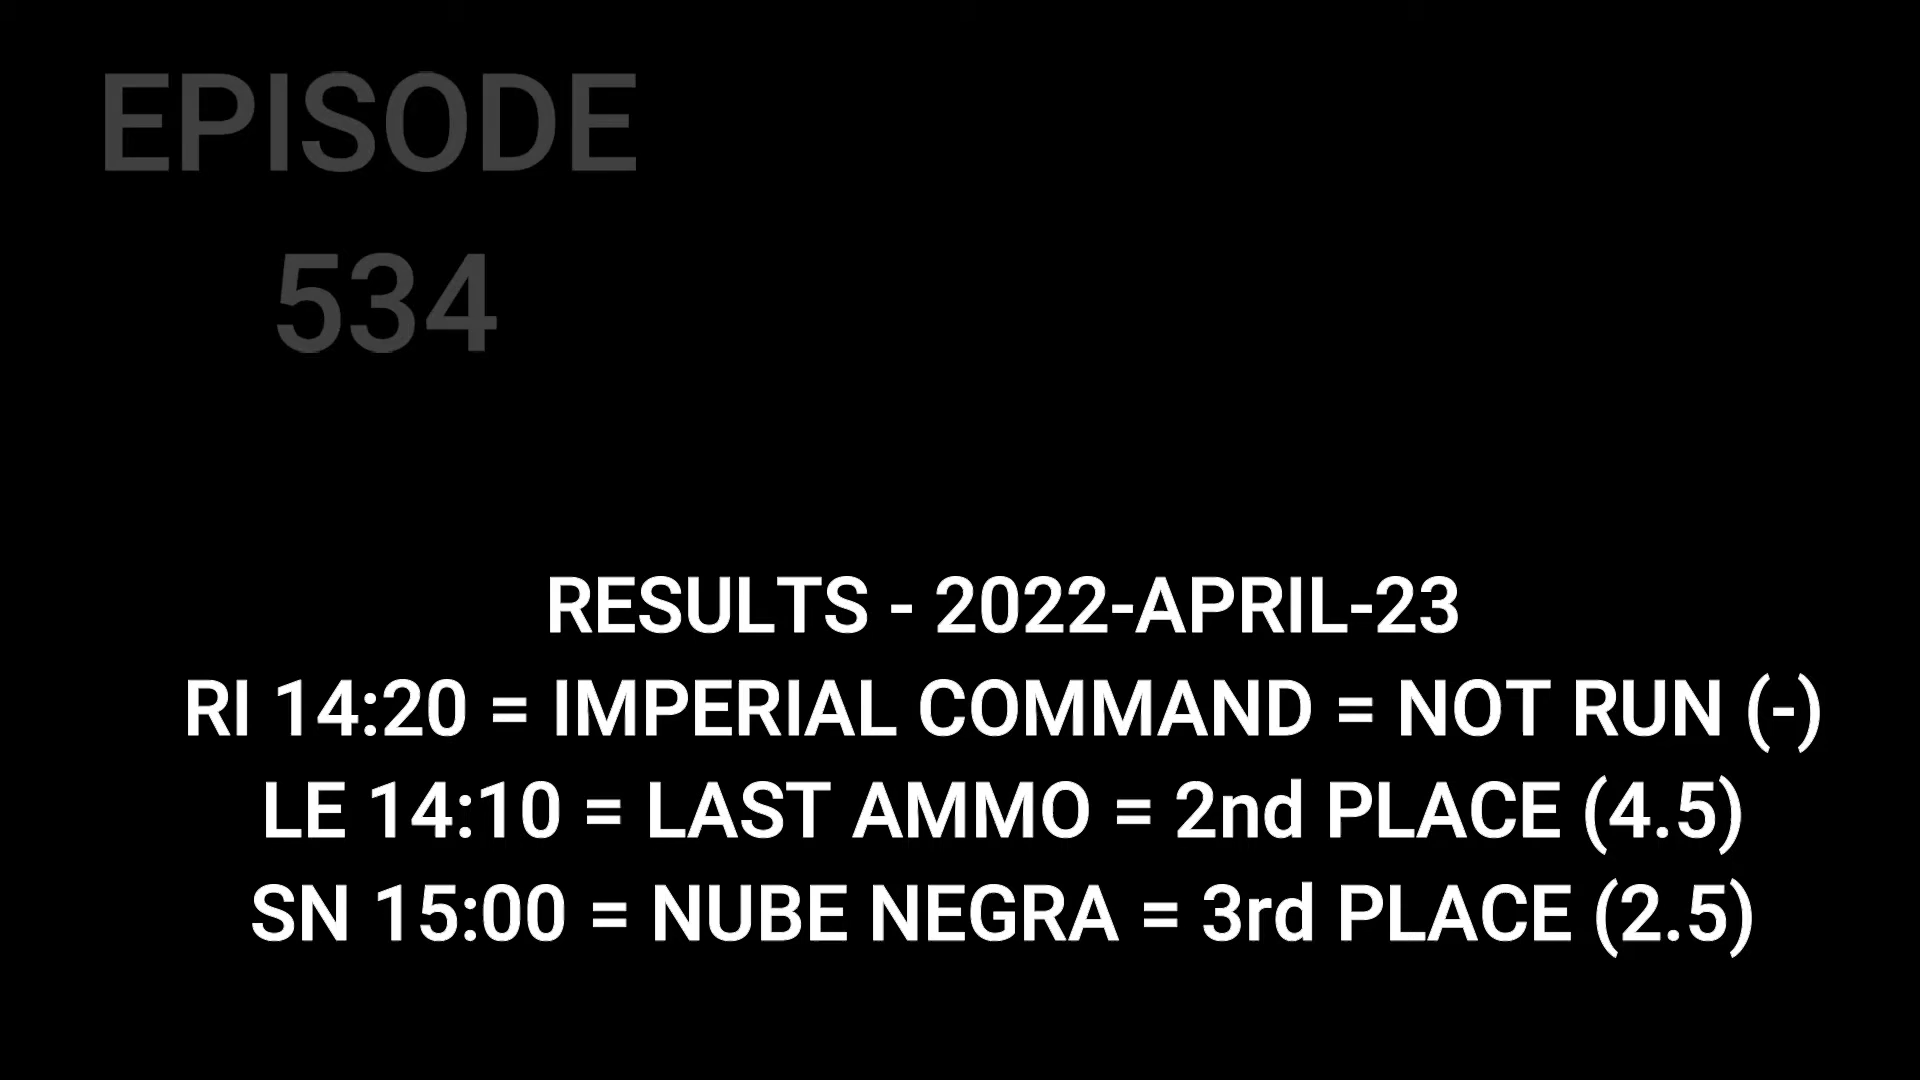 EPISODE
534
RESULTS - 2022-APRIL-23
RI 14:20 = IMPERIAL COMMAND = NOT RUN (-)
LE 14:10 = LAST AMMO = 2nd PLACE (4.5)
SN 15:00 = NUBE NEGRA = 3rd PLACE (2.5)